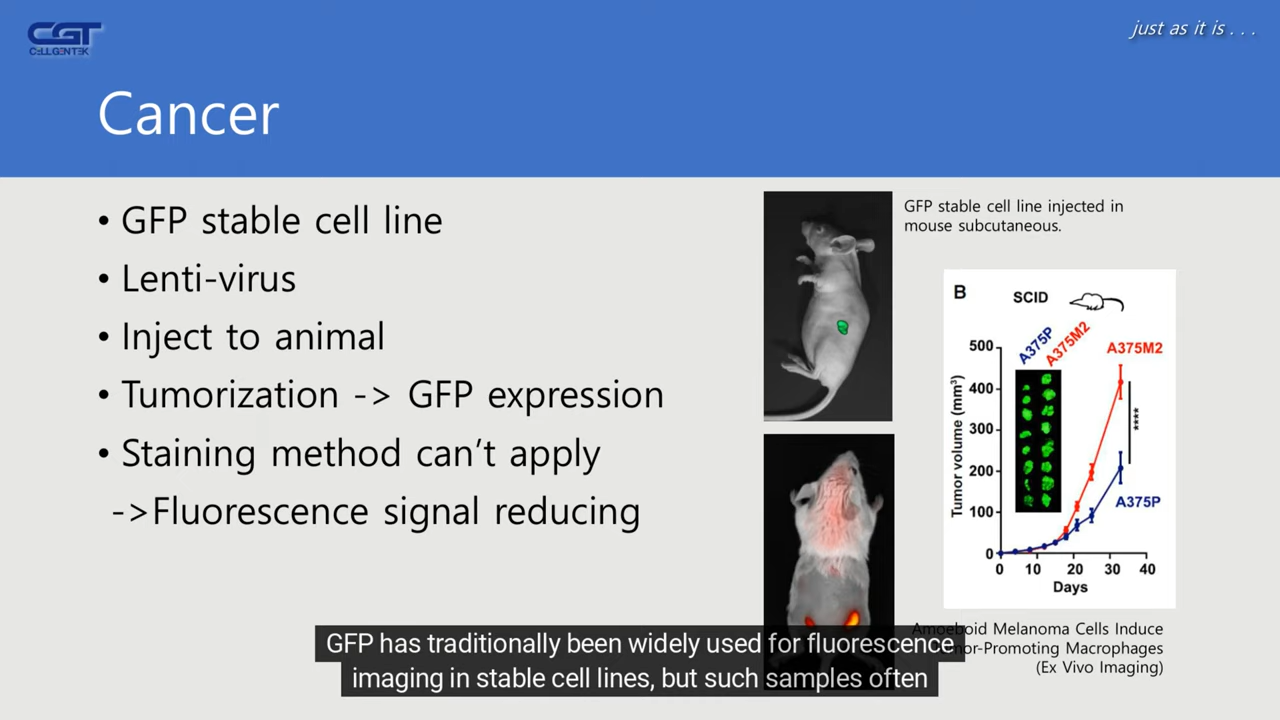 CGT
CELLGENTEK
just as it is . . .
Cancer
• GFP stable cell line
• Lenti-virus
• Inject to animal
• Tumorization -> GFP expression
• Staining method can't apply
->Fluorescence signal reducing
GFP stable cell line injected in
mouse subcutaneous.
B
SCID
A375P
A375M2
A375M2
A375P
****
Tumor volume (mm³)
500
400
300
200
100
0
0 10 20 30 40
Days
Amoeboid Melanoma Cells Induce
-Promoting Macrophages
(Ex Vivo Imaging)
GFP has traditionally been widely used for fluorescence
imaging in stable cell lines, but such samples often